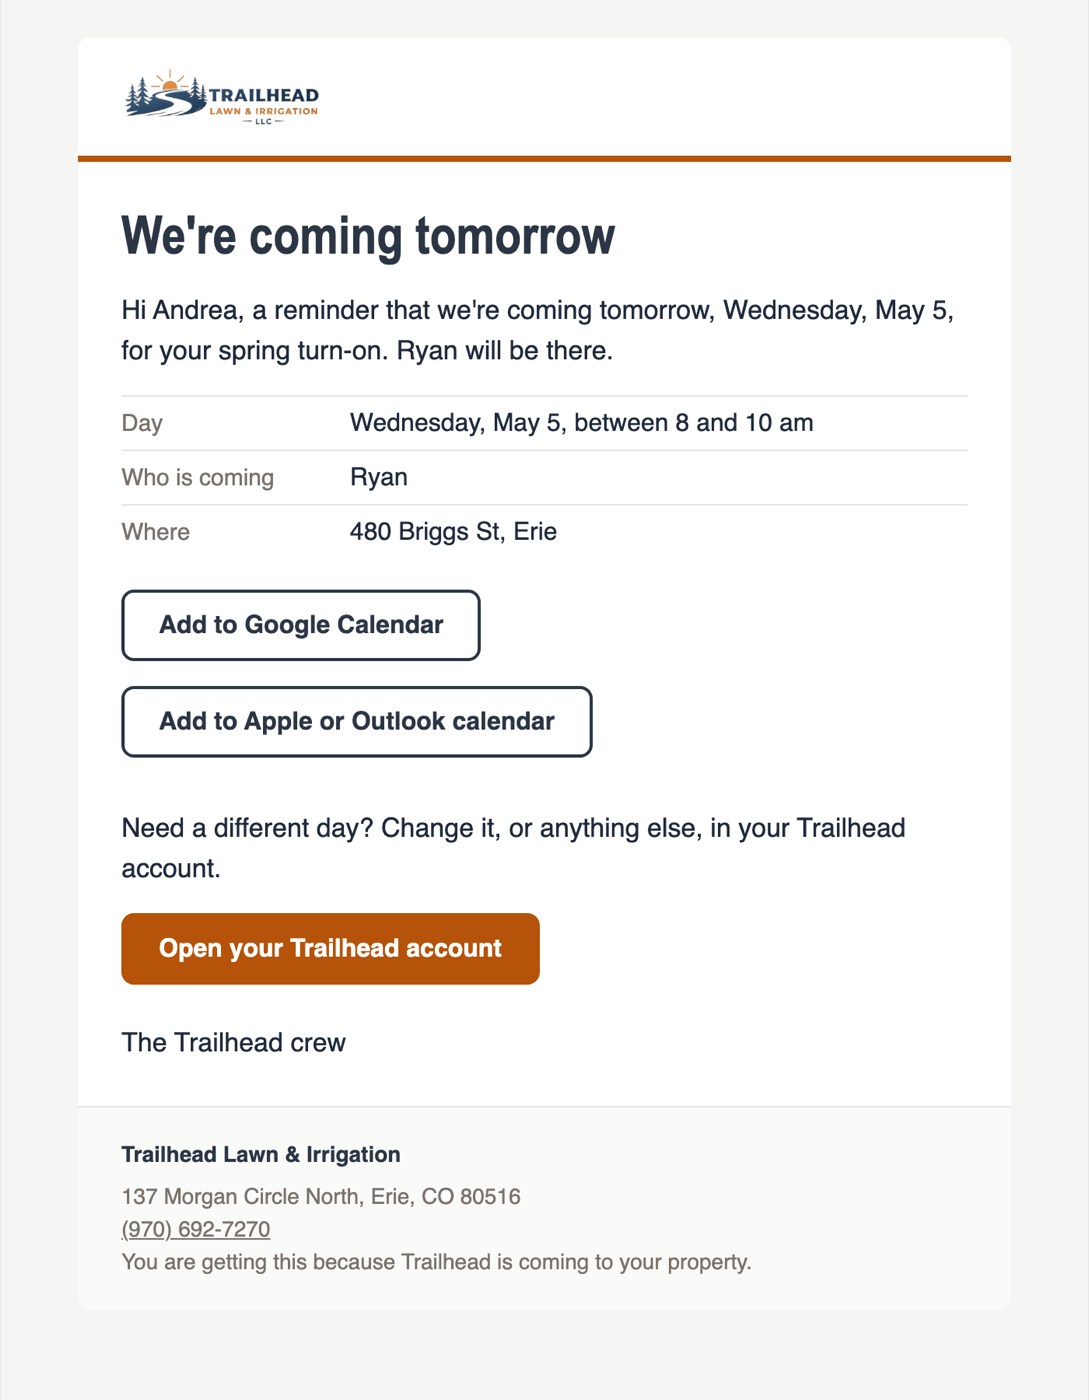 TRAILHEAD
LAWN & IRRIGATION
LLC
We're coming tomorrow
Hi Andrea, a reminder that we're coming tomorrow, Wednesday, May 5,
for your spring turn-on. Ryan will be there.
Day Wednesday, May 5, between 8 and 10 am
Who is coming Ryan
Where 480 Briggs St, Erie
Add to Google Calendar
Add to Apple or Outlook calendar
Need a different day? Change it, or anything else, in your Trailhead
account.
Open your Trailhead account
The Trailhead crew
Trailhead Lawn & Irrigation
137 Morgan Circle North, Erie, CO 80516
(970) 692-7270
You are getting this because Trailhead is coming to your property.